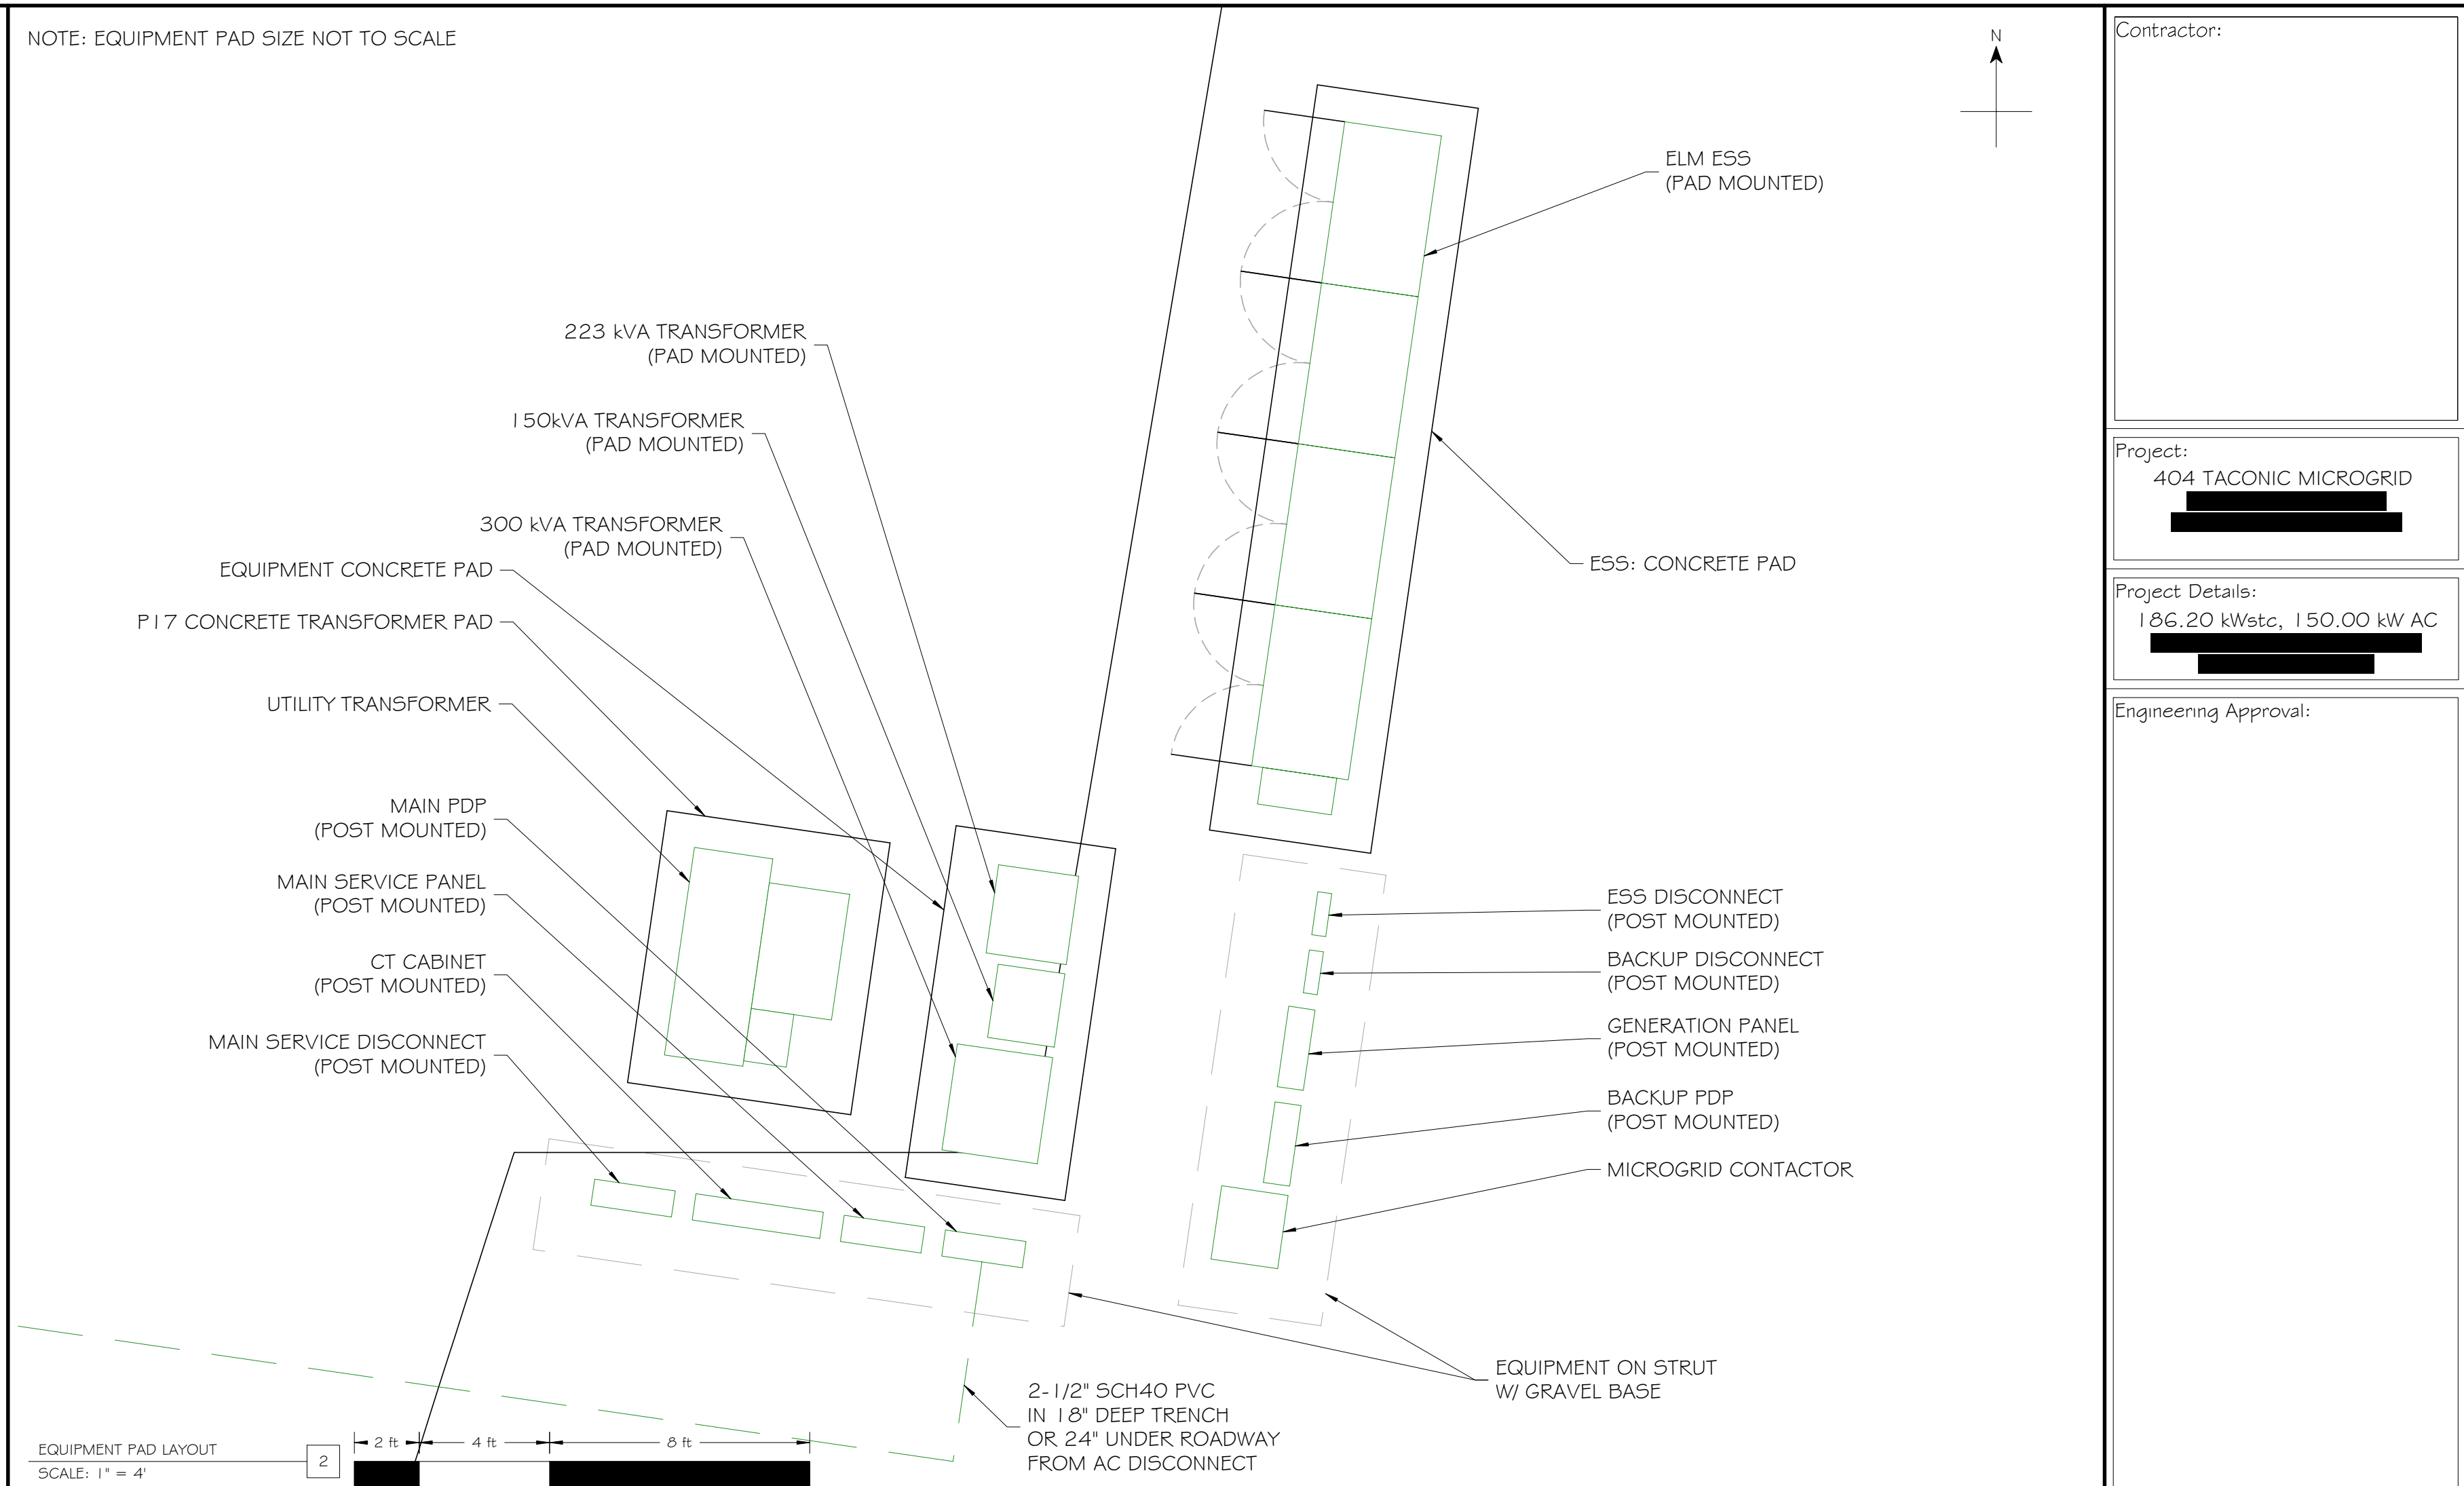 NOTE: EQUIPMENT PAD SIZE NOT TO SCALE
N
ELM ESS
(PAD MOUNTED)
223 kVA TRANSFORMER
(PAD MOUNTED)
150kVA TRANSFORMER
(PAD MOUNTED)
300 kVA TRANSFORMER
(PAD MOUNTED)
EQUIPMENT CONCRETE PAD
ESS: CONCRETE PAD
P17 CONCRETE TRANSFORMER PAD
UTILITY TRANSFORMER
MAIN PDP
(POST MOUNTED)
MAIN SERVICE PANEL
(POST MOUNTED)
CT CABINET
(POST MOUNTED)
MAIN SERVICE DISCONNECT
(POST MOUNTED)
ESS DISCONNECT
(POST MOUNTED)
BACKUP DISCONNECT
(POST MOUNTED)
GENERATION PANEL
(POST MOUNTED)
BACKUP PDP
(POST MOUNTED)
MICROGRID CONTACTOR
EQUIPMENT ON STRUT
W/ GRAVEL BASE
2-1/2" SCH40 PVC
IN 18" DEEP TRENCH
OR 24" UNDER ROADWAY
FROM AC DISCONNECT
EQUIPMENT PAD LAYOUT
SCALE: 1" = 4'
2
2 ft
4 ft
8 ft
Contractor:
Project:
404 TACONIC MICROGRID
Project Details:
186.20 kWstc, 150.00 kW AC
Engineering Approval: